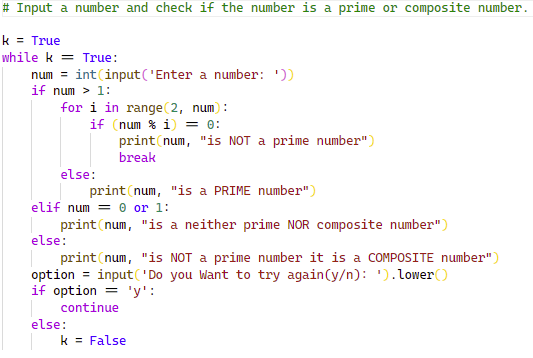 # Input a number and check if the number is a prime or composite number.

k = True
while k == True:
    num = int(input('Enter a number: '))
    if num > 1:
        for i in range(2, num):
            if (num % i) == 0:
                print(num, "is NOT a prime number")
                break
        else:
            print(num, "is a PRIME number")
    elif num == 0 or 1:
        print(num, "is a neither prime NOR composite number")
    else:
        print(num, "is NOT a prime number it is a COMPOSITE number")
    option = input('Do you Want to try again(y/n): ').lower()
    if option == 'y':
        continue
    else:
        k = False